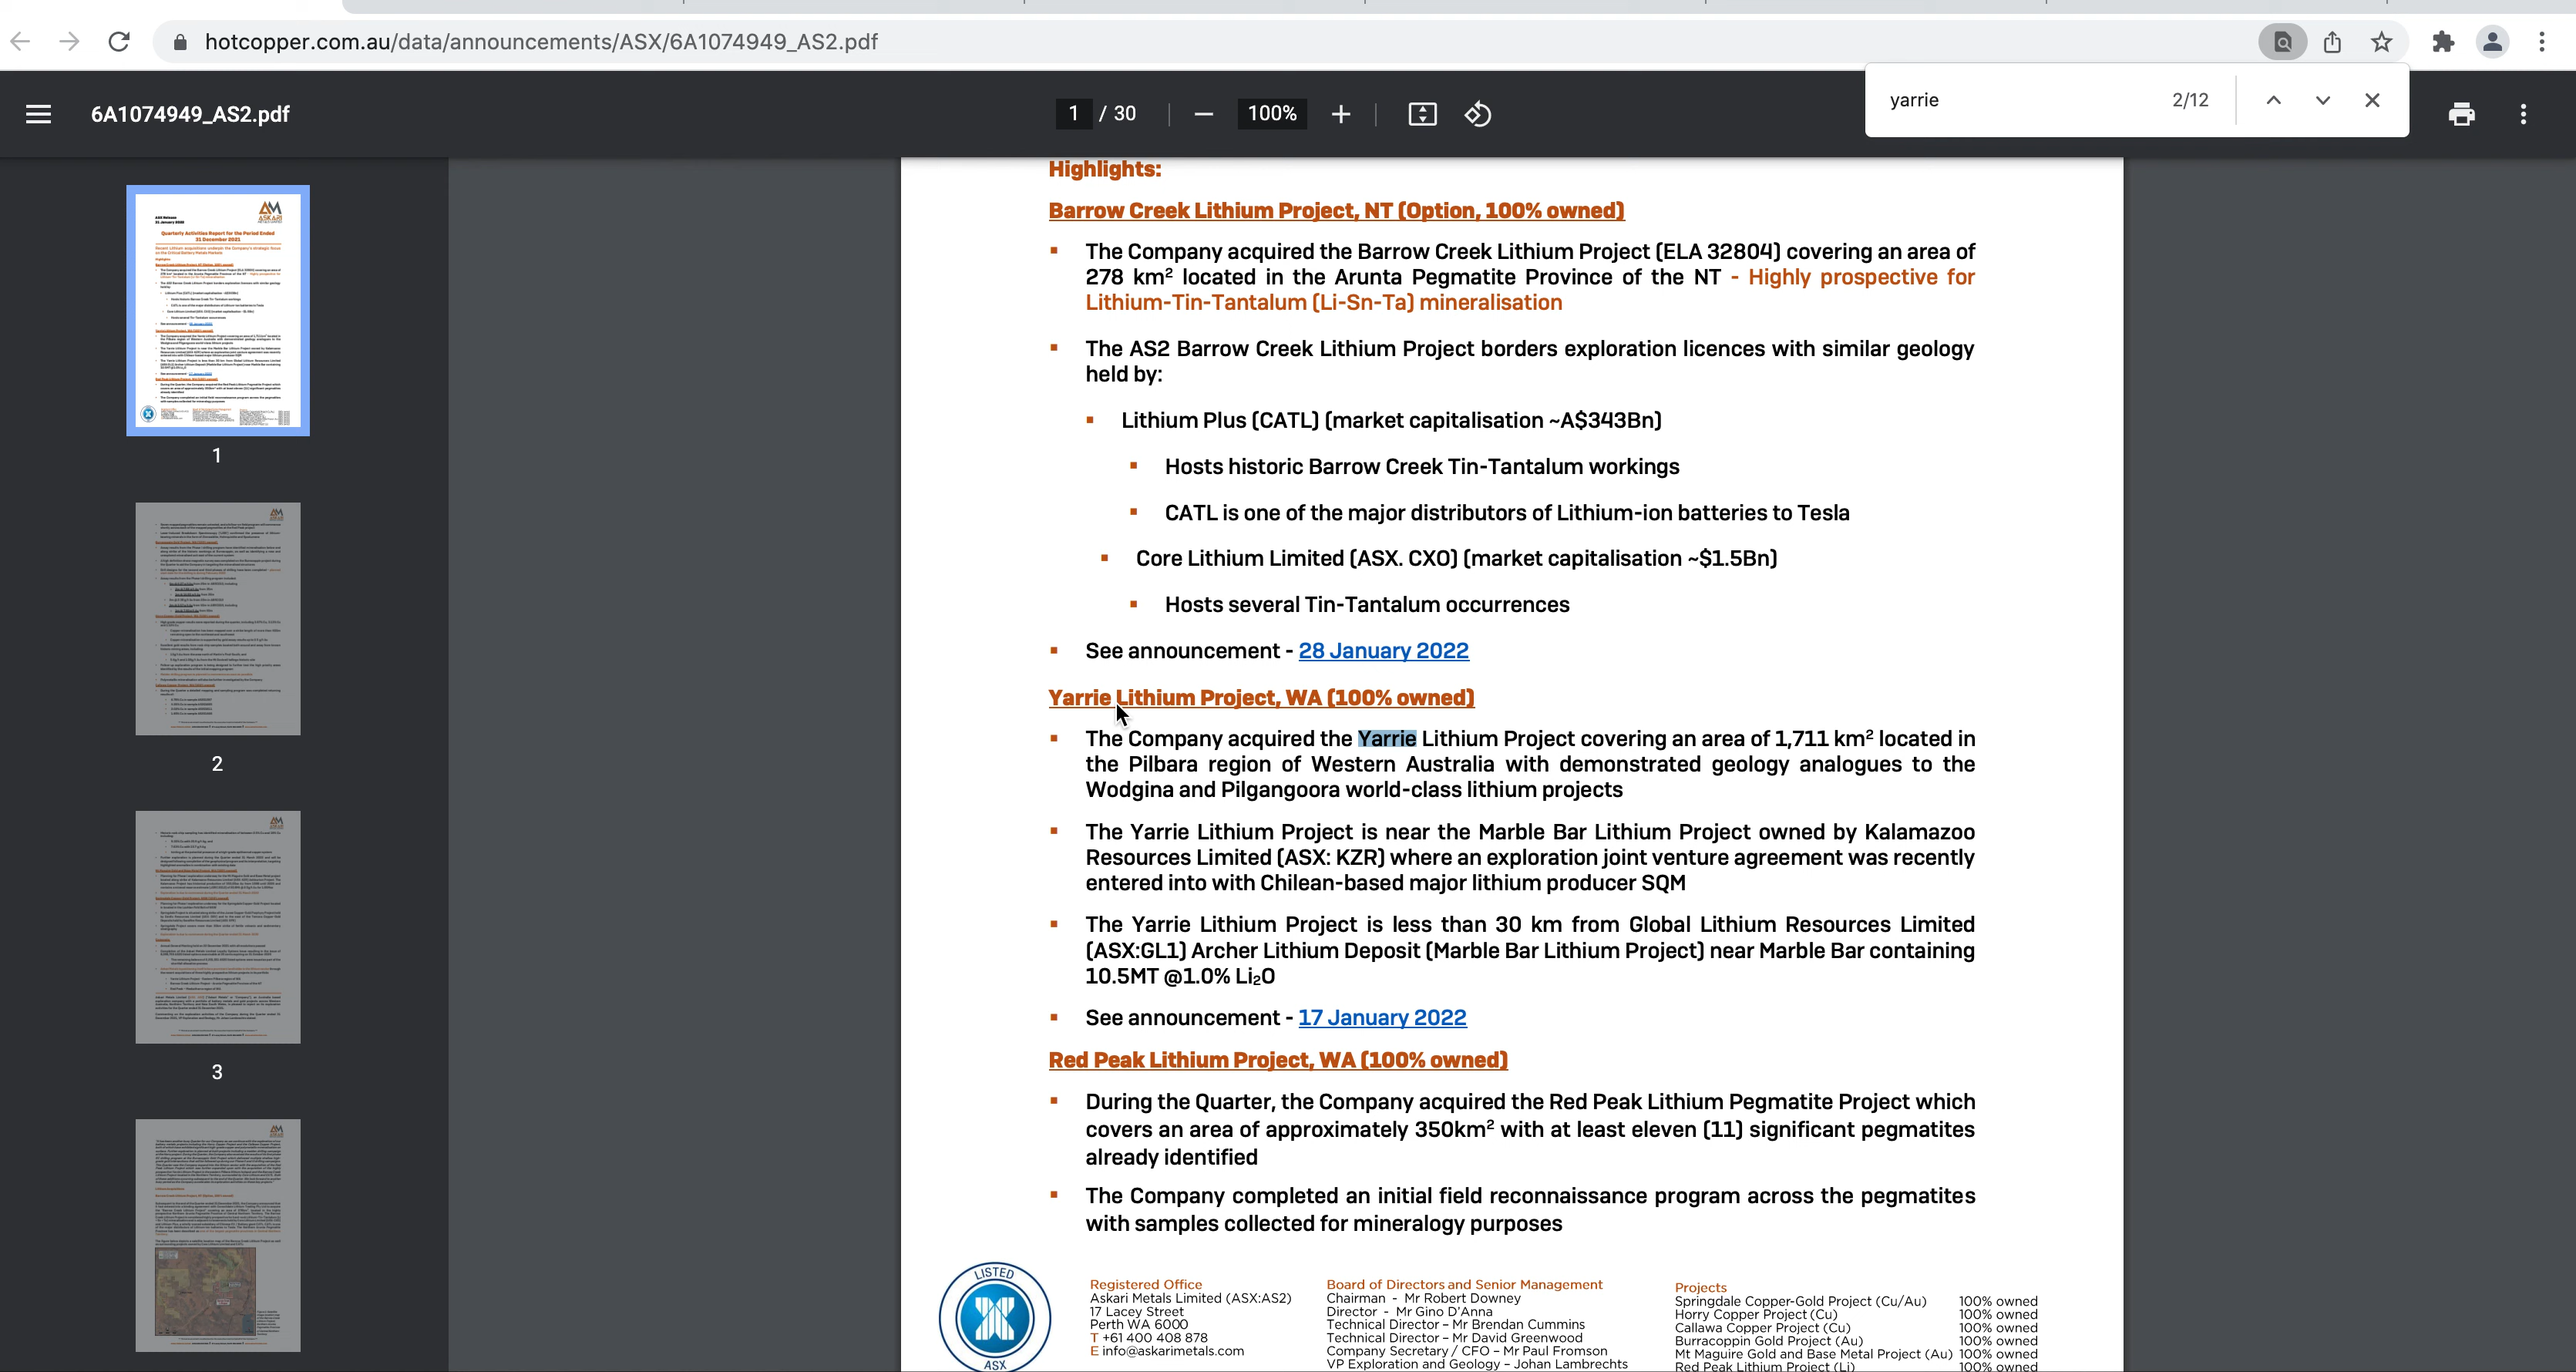 hotcopper.com.au/data/announcements/ASX/6A1074949_AS2.pdf
6A1074949_AS2.pdf
1 / 30
100%
yarrie
2/12
1
2
3
Highlights:
Barrow Creek Lithium Project, NT (Option, 100% owned)
▪ The Company acquired the Barrow Creek Lithium Project (ELA 32804) covering an area of
278 km² located in the Arunta Pegmatite Province of the NT - Highly prospective for
Lithium-Tin-Tantalum (Li-Sn-Ta) mineralisation
▪ The AS2 Barrow Creek Lithium Project borders exploration licences with similar geology
held by:
▪ Lithium Plus (CATL) (market capitalisation ~A$343Bn)
▪ Hosts historic Barrow Creek Tin-Tantalum workings
▪ CATL is one of the major distributors of Lithium-ion batteries to Tesla
▪ Core Lithium Limited (ASX. CXO) (market capitalisation ~$1.5Bn)
▪ Hosts several Tin-Tantalum occurrences
▪ See announcement - 28 January 2022
Yarrie Lithium Project, WA (100% owned)
▪ The Company acquired the Yarrie Lithium Project covering an area of 1,711 km² located in
the Pilbara region of Western Australia with demonstrated geology analogues to the
Wodgina and Pilgangoora world-class lithium projects
▪ The Yarrie Lithium Project is near the Marble Bar Lithium Project owned by Kalamazoo
Resources Limited (ASX: KZR) where an exploration joint venture agreement was recently
entered into with Chilean-based major lithium producer SQM
▪ The Yarrie Lithium Project is less than 30 km from Global Lithium Resources Limited
(ASX:GL1) Archer Lithium Deposit (Marble Bar Lithium Project) near Marble Bar containing
10.5MT @1.0% Li₂O
▪ See announcement - 17 January 2022
Red Peak Lithium Project, WA (100% owned)
▪ During the Quarter, the Company acquired the Red Peak Lithium Pegmatite Project which
covers an area of approximately 350km² with at least eleven (11) significant pegmatites
already identified
▪ The Company completed an initial field reconnaissance program across the pegmatites
with samples collected for mineralogy purposes
LISTED
ASX
Registered Office
Askari Metals Limited (ASX:AS2)
17 Lacey Street
Perth WA 6000
T +61 400 408 878
E info@askarimetals.com
Board of Directors and Senior Management
Chairman - Mr Robert Downey
Director - Mr Gino D'Anna
Technical Director – Mr Brendan Cummins
Technical Director – Mr David Greenwood
Company Secretary / CFO – Mr Paul Fromson
VP Exploration and Geology – Johan Lambrechts
Projects
Springdale Copper-Gold Project (Cu/Au) 100% owned
Horry Copper Project (Cu) 100% owned
Callawa Copper Project (Cu) 100% owned
Burracoppin Gold Project (Au) 100% owned
Mt Maguire Gold and Base Metal Project (Au) 100% owned
Red Peak Lithium Project (Li) 100% owned